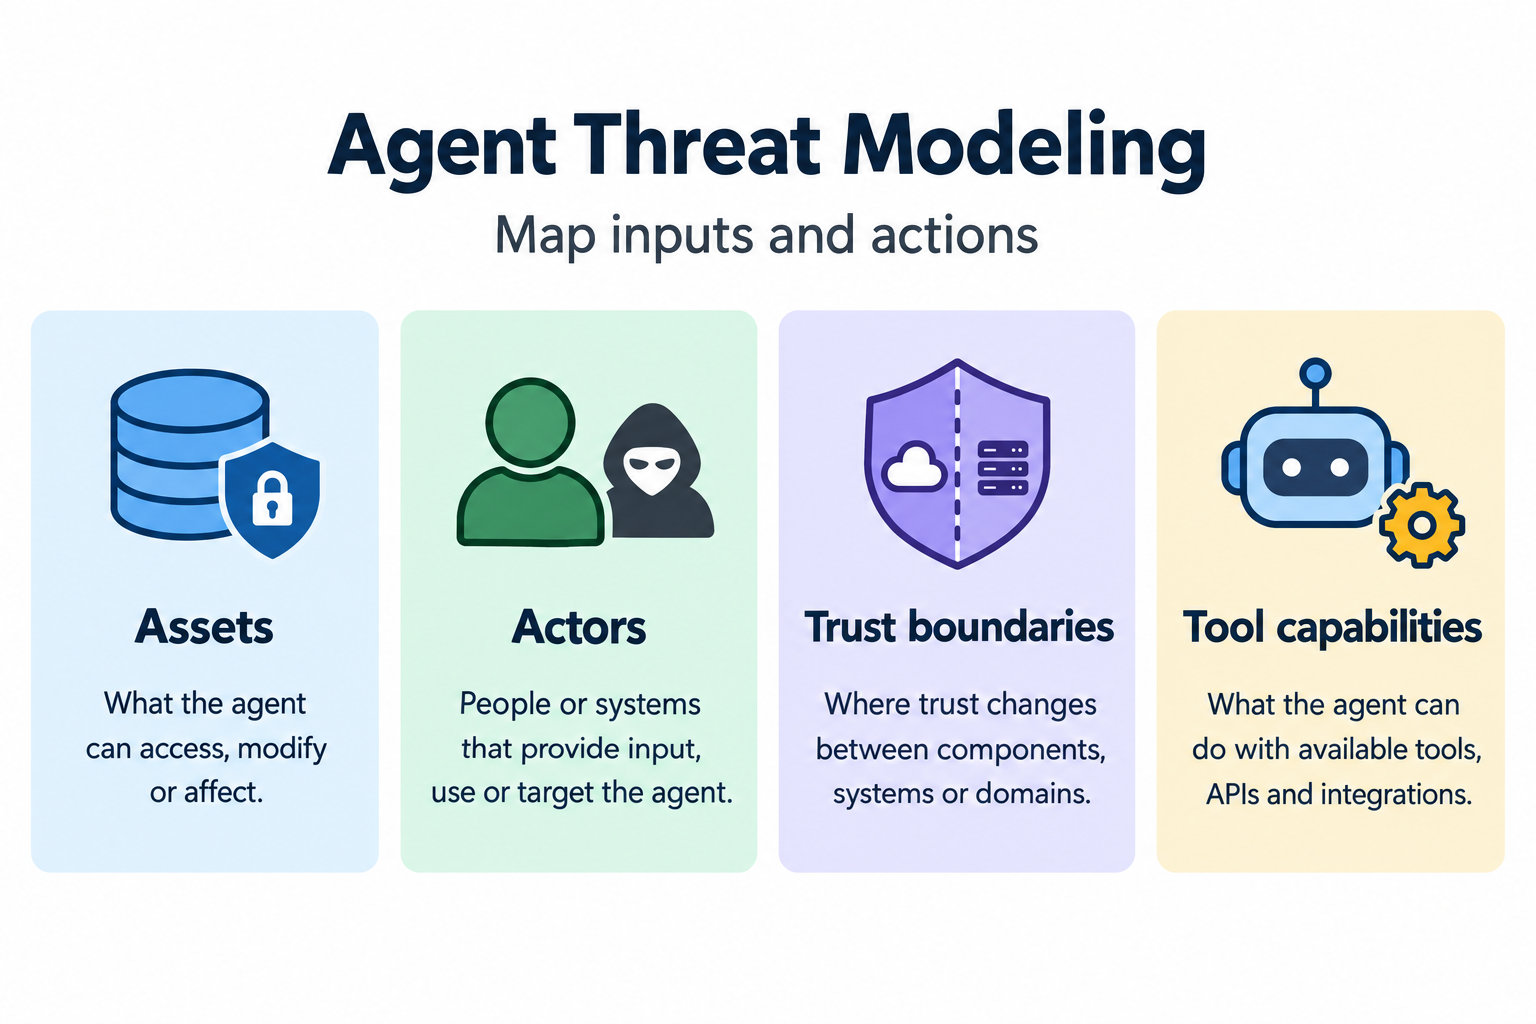 Agent Threat Modeling
Map inputs and actions
Assets
What the agent
can access, modify
or affect.
Actors
People or systems
that provide input,
use or target the agent.
Trust boundaries
Where trust changes
between components,
systems or domains.
Tool capabilities
What the agent can
do with available tools,
APIs and integrations.